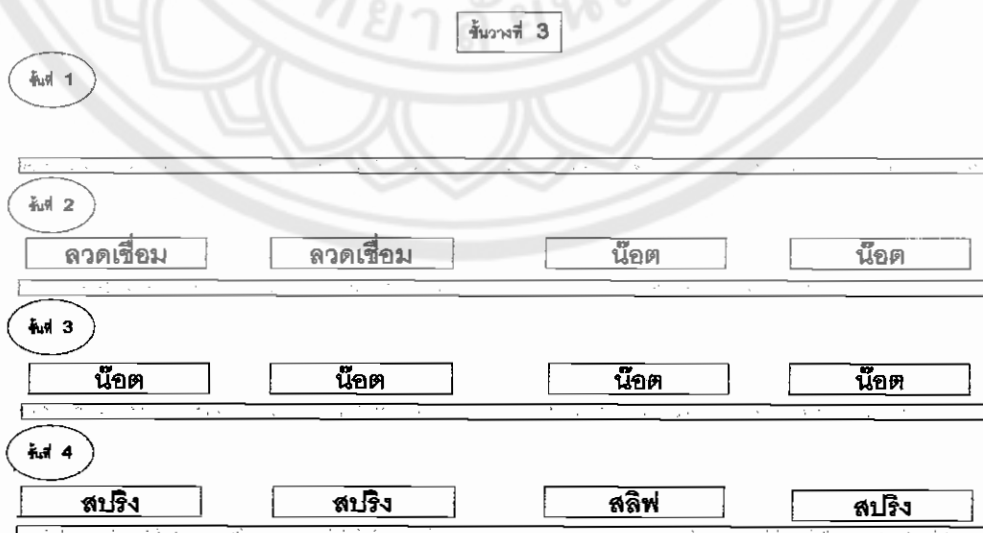 ชั้นวางที่ 3
ชั้นที่ 1
ชั้นที่ 2
ลวดเชื่อม ลวดเชื่อม น๊อต น๊อต
ชั้นที่ 3
น๊อต น๊อต น๊อต น๊อต
ชั้นที่ 4
สปริง สปริง สลิฟ สปริง